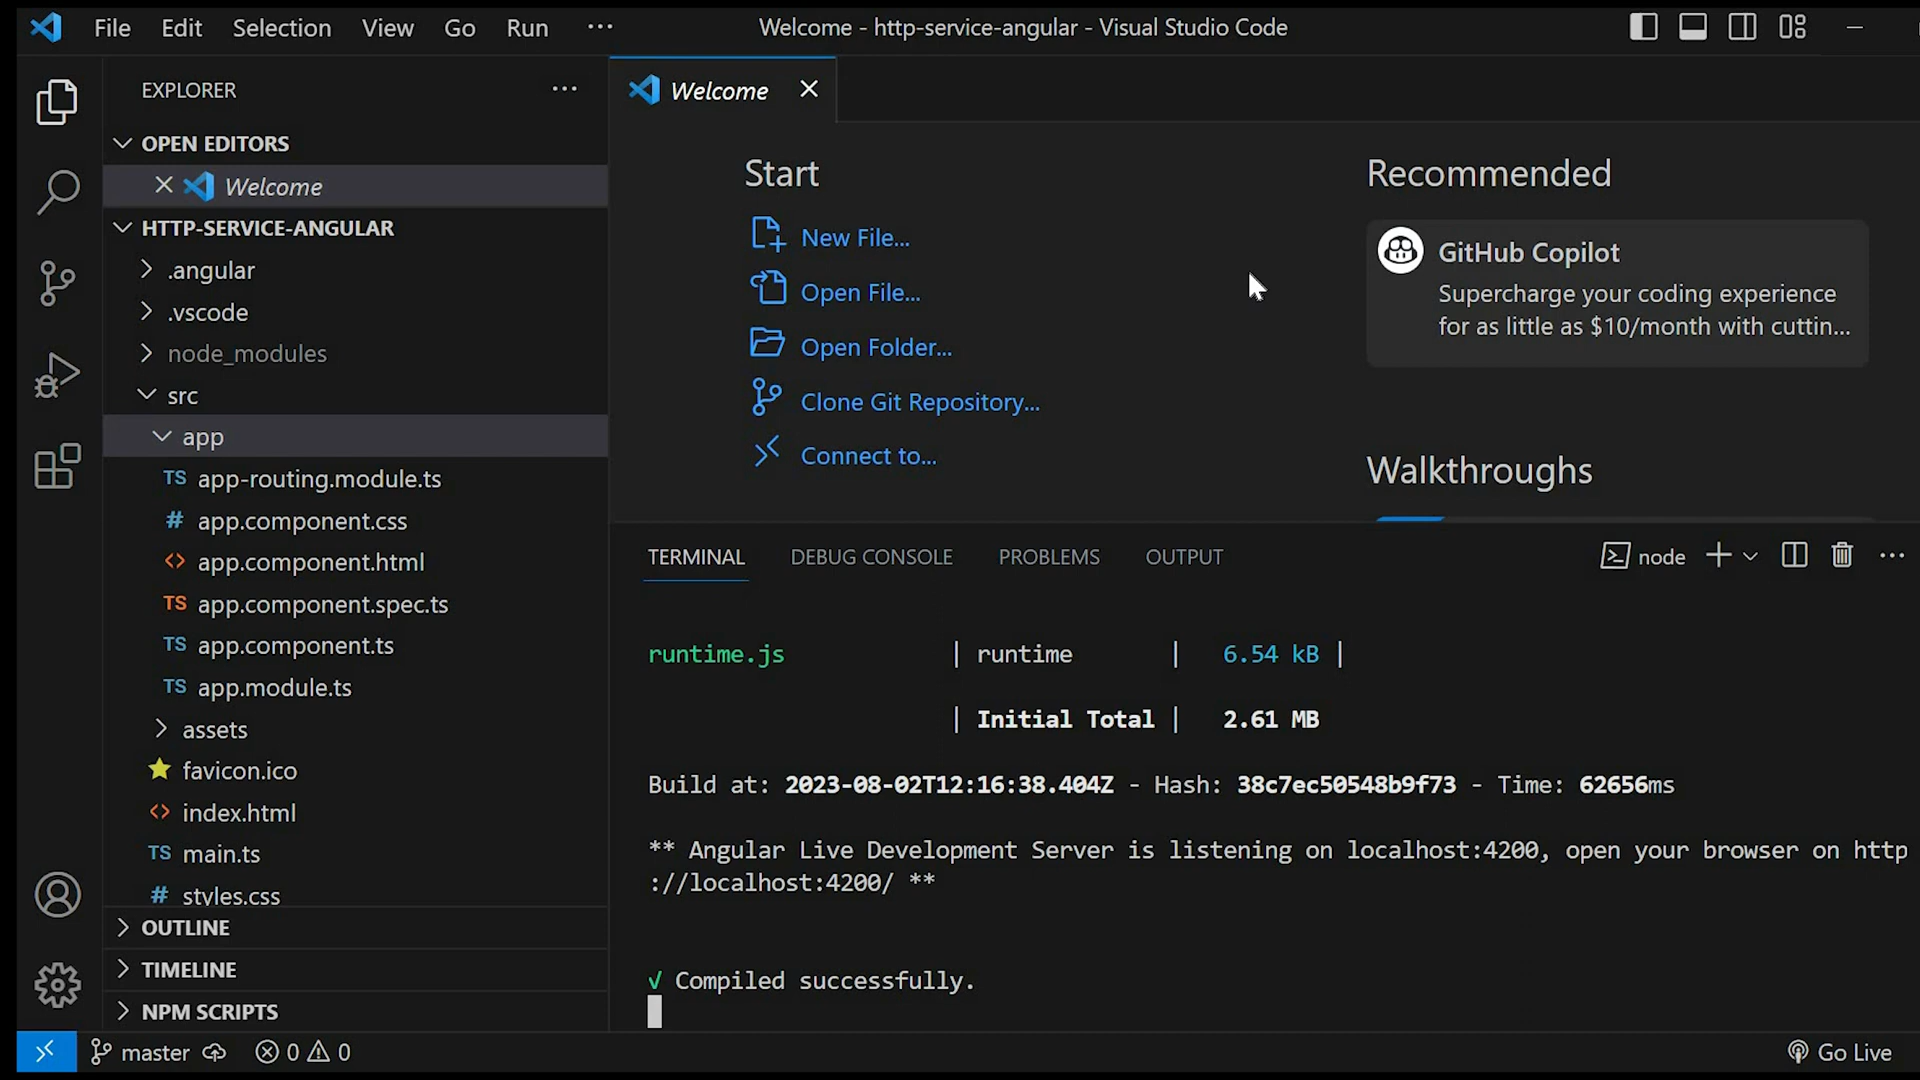 File Edit Selection View Go Run ··· Welcome - http-service-angular - Visual Studio Code
EXPLORER ···
OPEN EDITORS
Welcome
HTTP-SERVICE-ANGULAR
.angular
.vscode
node_modules
src
app
TS app-routing.module.ts
# app.component.css
<> app.component.html
TS app.component.spec.ts
TS app.component.ts
TS app.module.ts
assets
favicon.ico
<> index.html
TS main.ts
# styles.css
OUTLINE
TIMELINE
NPM SCRIPTS
Welcome
Start
New File...
Open File...
Open Folder...
Clone Git Repository...
Connect to...
Recommended
GitHub Copilot
Supercharge your coding experience
for as little as $10/month with cuttin...
Walkthroughs
TERMINAL DEBUG CONSOLE PROBLEMS OUTPUT node ···
runtime.js | runtime | 6.54 kB |
| Initial Total | 2.61 MB
Build at: 2023-08-02T12:16:38.404Z - Hash: 38c7ec50548b9f73 - Time: 62656ms
** Angular Live Development Server is listening on localhost:4200, open your browser on http
://localhost:4200/ **
√ Compiled successfully.
master 0 0 Go Live